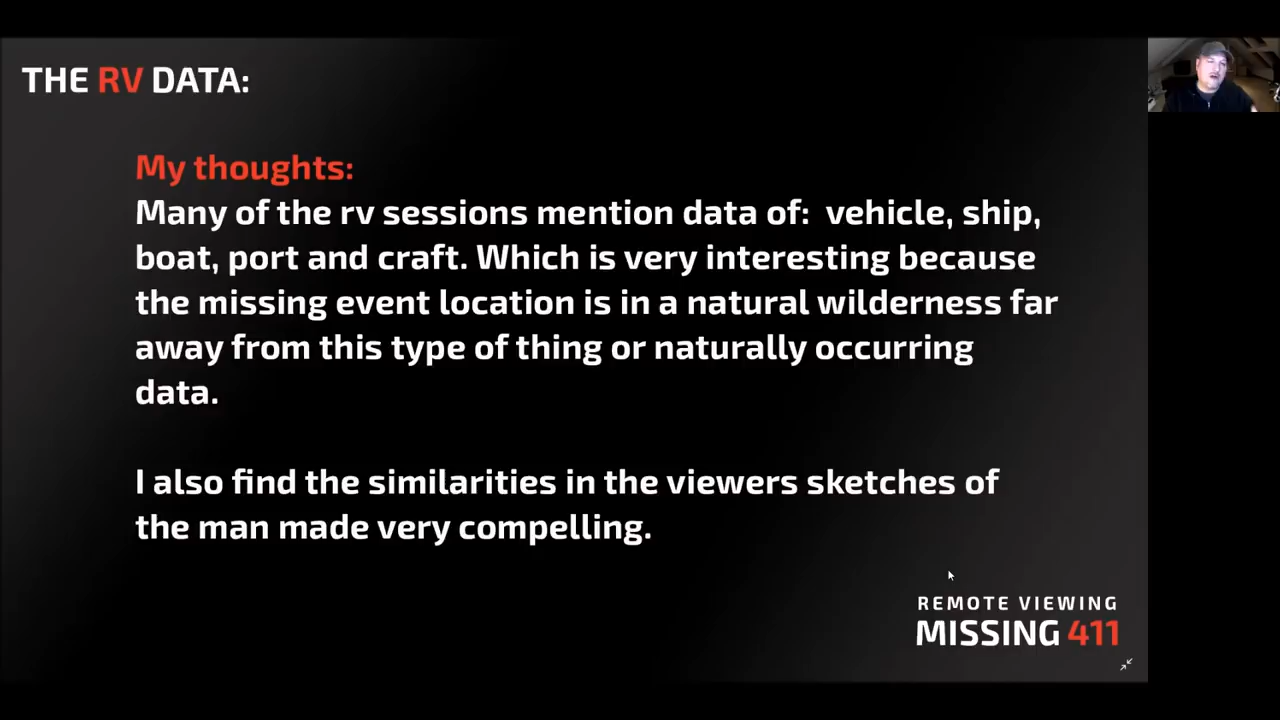 THE RV DATA:
My thoughts:
Many of the rv sessions mention data of:  vehicle, ship,
boat, port and craft. Which is very interesting because
the missing event location is in a natural wilderness far
away from this type of thing or naturally occurring
data.
I also find the similarities in the viewers sketches of
the man made very compelling.
REMOTE VIEWING
MISSING 411